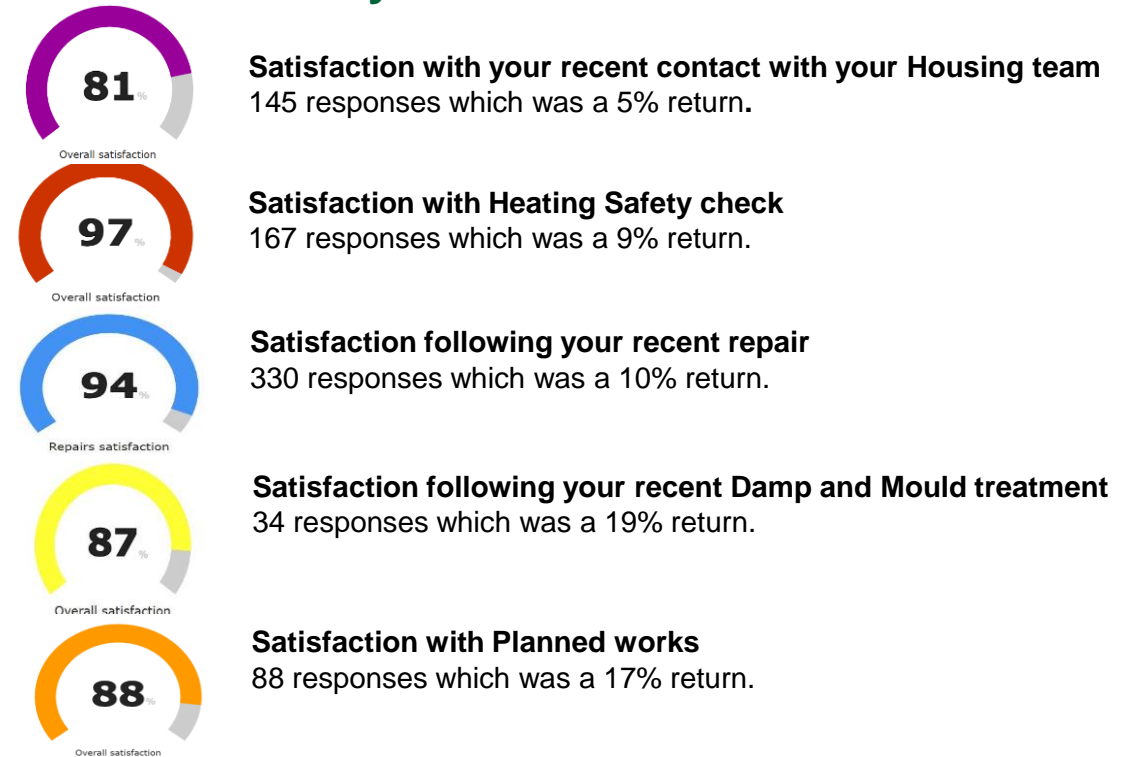 81%
Overall satisfaction
Satisfaction with your recent contact with your Housing team
145 responses which was a 5% return.
97%
Overall satisfaction
Satisfaction with Heating Safety check
167 responses which was a 9% return.
94%
Repairs satisfaction
Satisfaction following your recent repair
330 responses which was a 10% return.
87%
Overall satisfaction
Satisfaction following your recent Damp and Mould treatment
34 responses which was a 19% return.
88%
Overall satisfaction
Satisfaction with Planned works
88 responses which was a 17% return.